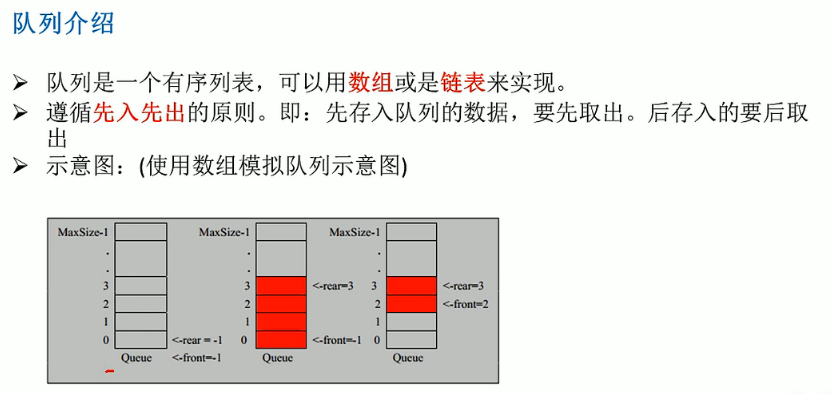 队列介绍
➢ 队列是一个有序列表，可以用数组或是链表来实现。
➢ 遵循先入先出的原则。即：先存入队列的数据，要先取出。后存入的要后取
出
➢ 示意图：(使用数组模拟队列示意图)
MaxSize-1 MaxSize-1 MaxSize-1
. . .
. . .
3 3 <-rear=3 3 <-rear=3
2 2 2 <-front=2
1 1 1
0 <-rear = -1 0 <-front=-1 0
Queue <-front=-1 Queue Queue